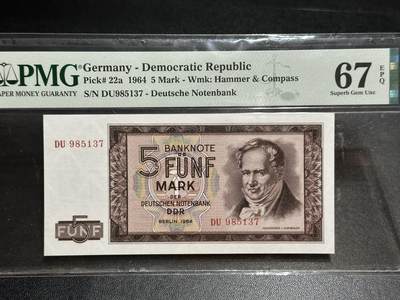 PMG
PAPER MONEY GUARANTY
Germany - Democratic Republic
Pick# 22a 1964 5 Mark - Wmk: Hammer & Compass
S/N DU985137 - Deutsche Notenbank
67 EPQ
Superb Gem Unc
DU 985137
BANKNOTE
5 FÜNF
MARK
DER
DEUTSCHEN NOTENBANK
DDR
BERLIN 1964
DU 985137
5
FÜNF